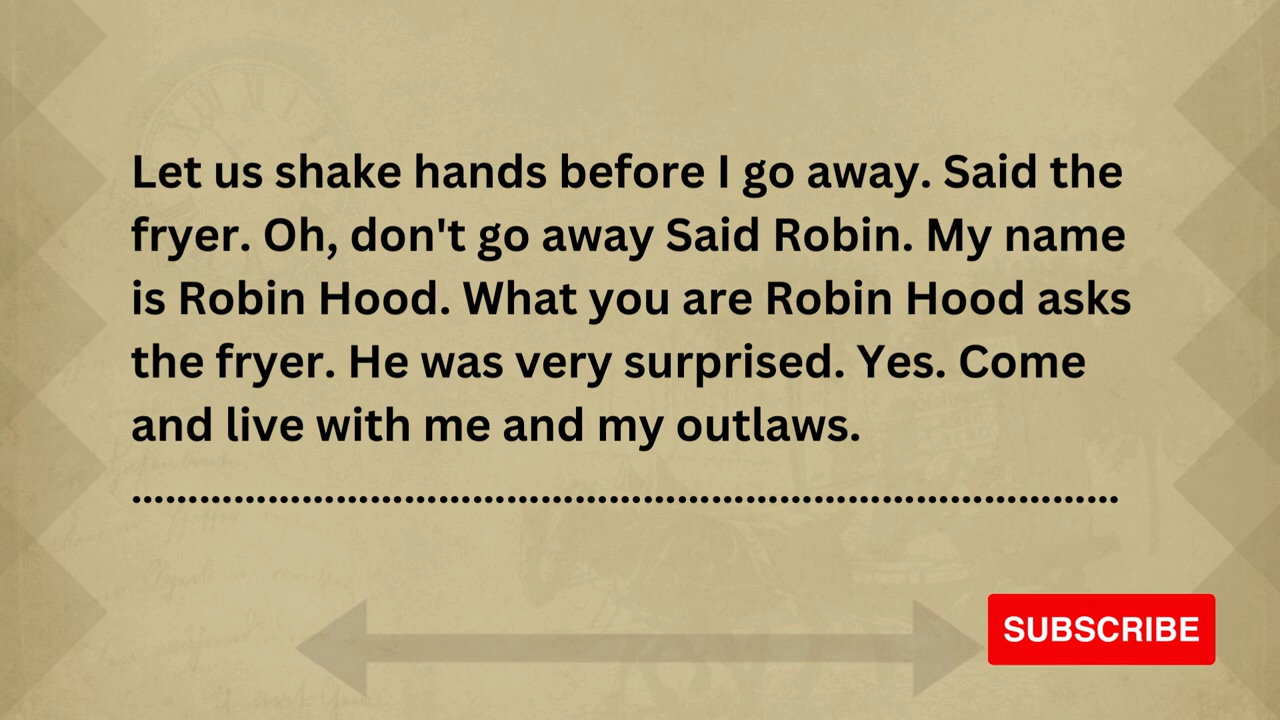 Let us shake hands before I go away. Said the
fryer. Oh, don't go away Said Robin. My name
is Robin Hood. What you are Robin Hood asks
the fryer. He was very surprised. Yes. Come
and live with me and my outlaws.
.......................................................................................
SUBSCRIBE